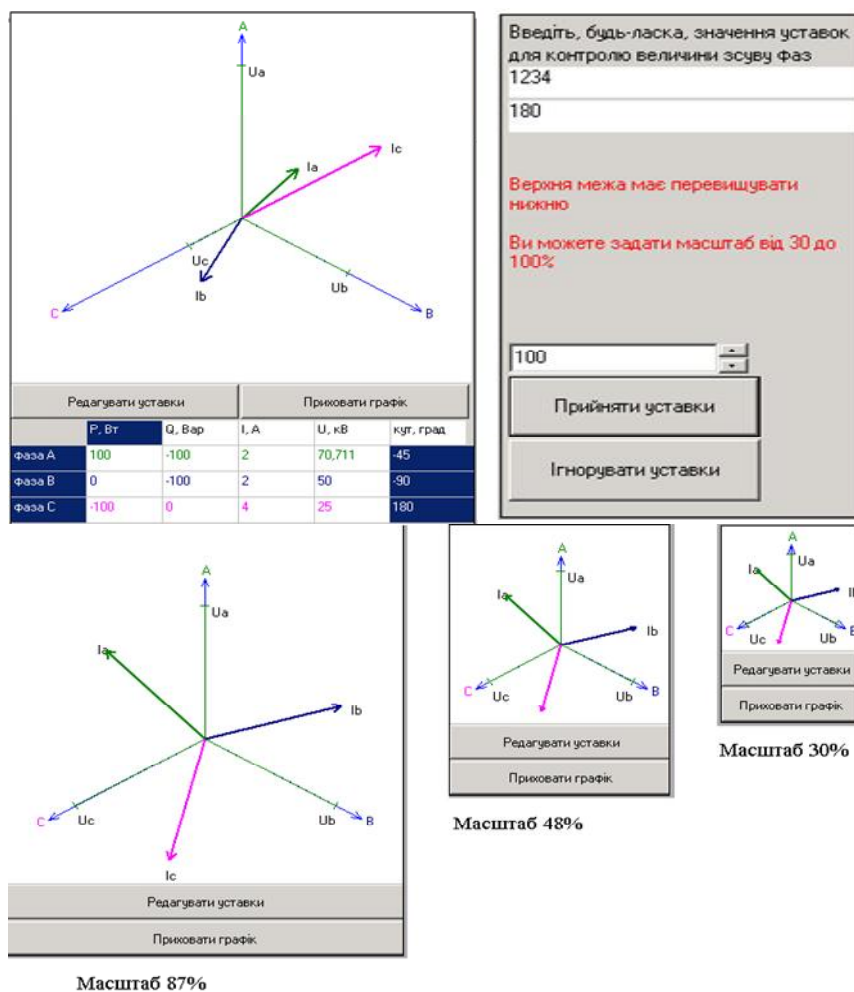 A
Ua
Ic
Ia
Uc
Ib
Ub
C
B
Редагувати уставки Приховати графік
P, Вт Q, Вар I, А U, кВ кут, град
фаза А 100 -100 2 70,711 -45
фаза В 0 -100 2 50 -90
фаза С -100 0 4 25 180
Введіть, будь-ласка, значення уставок
для контролю величини зсуву фаз
1234
180
Верхня межа має перевищувати
нижню
Ви можете задати масштаб від 30 до
100%
100
Прийняти уставки
Ігнорувати уставки
A
Ua
Ia
Ib
C Uc Ub B
Ic
Редагувати уставки
Приховати графік
Масштаб 87%
A
Ua
Ia
Ib
C Uc Ub B
Редагувати уставки
Приховати графік
Масштаб 48%
A
Ua
Ia
C Uc Ub
Редагувати уставки
Приховати графік
Масштаб 30%